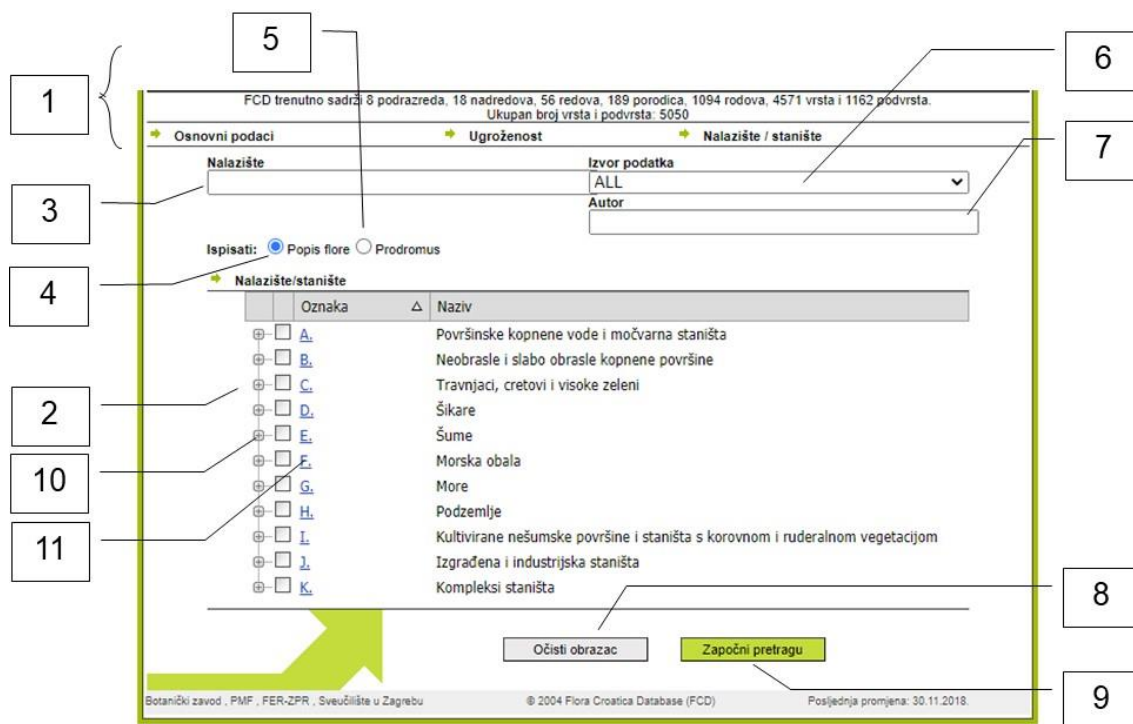 5
6
1
FCD trenutno sadrži 8 podrazreda, 18 nadredova, 56 redova, 189 porodica, 1094 rodova, 4571 vrsta i 1162 podvrsta.
Ukupan broj vrsta i podvrsta: 5050
Osnovni podaci Ugroženost Nalazište / stanište
7
Nalazište Izvor podatka
ALL
3
Autor
Ispisati: Popis flore Prodromus
4
Nalazište/stanište
Oznaka Naziv
A. Površinske kopnene vode i močvarna staništa
B. Neobrasle i slabo obrasle kopnene površine
C. Travnjaci, cretovi i visoke zeleni
2
D. Šikare
E. Šume
10
F. Morska obala
G. More
H. Podzemlje
11
I. Kultivirane nešumske površine i staništa s korovnom i ruderalnom vegetacijom
J. Izgrađena i industrijska staništa
K. Kompleksi staništa
8
Očisti obrazac Započni pretragu
9
Botanički zavod , PMF , FER-ZPR , Sveučilište u Zagrebu © 2004 Flora Croatica Database (FCD) Posljednja promjena: 30.11.2018.